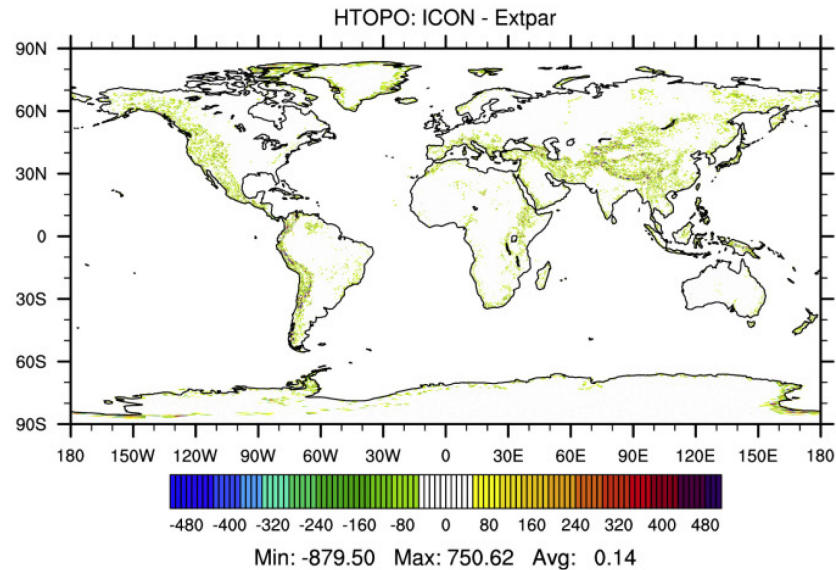 HTOPO: ICON - Extpar
90N
60N
30N
0
30S
60S
90S
180 150W 120W 90W 60W 30W 0 30E 60E 90E 120E 150E 180
-480 -400 -320 -240 -160 -80 0 80 160 240 320 400 480
Min: -879.50 Max: 750.62 Avg: 0.14